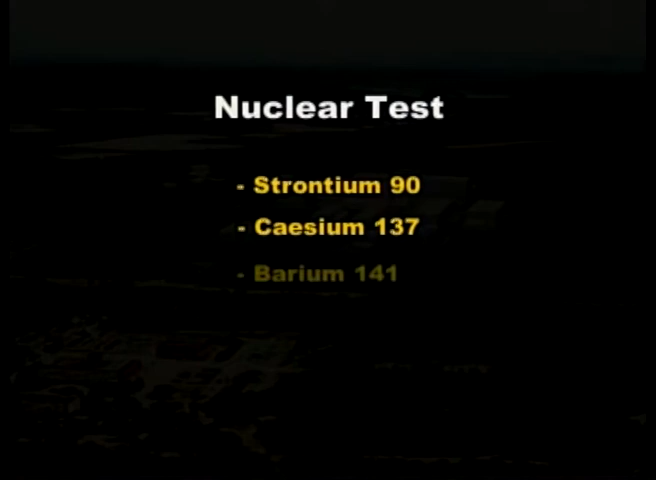 Nuclear Test
- Strontium 90
- Caesium 137
- Barium 141